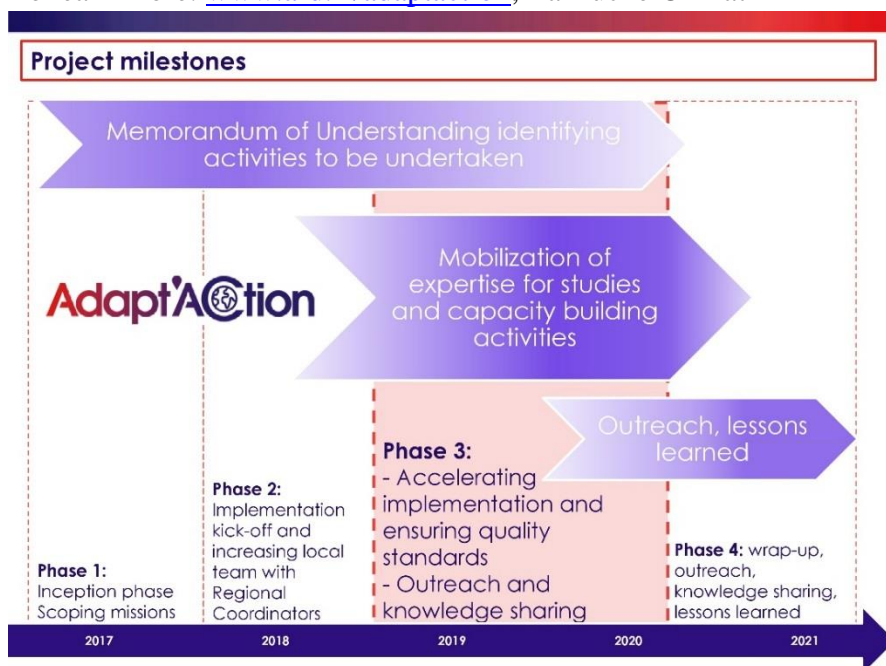 Project milestones
Memorandum of Understanding identifying
activities to be undertaken
Mobilization of
expertise for studies
and capacity building
activities
Adapt'Action
Outreach, lessons
learned
Phase 1:
Inception phase
Scoping missions
Phase 2:
Implementation
kick-off and
increasing local
team with
Regional
Coordinators
Phase 3:
- Accelerating
implementation and
ensuring quality
standards
- Outreach and
knowledge sharing
Phase 4: wrap-up,
outreach,
knowledge sharing,
lessons learned
2017
2018
2019
2020
2021